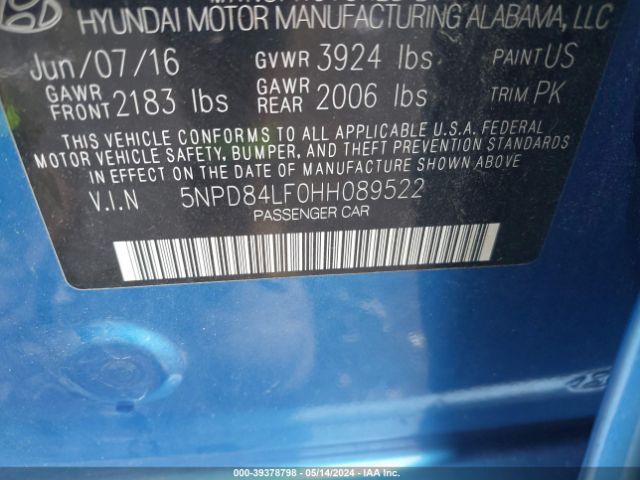 HYUNDAI MOTOR MANUFACTURING ALABAMA, LLC
Jun/07/16 GVWR 3924 lbs PAINT US
GAWR FRONT 2183 lbs GAWR REAR 2006 lbs TRIM PK
THIS VEHICLE CONFORMS TO ALL APPLICABLE U.S.A. FEDERAL
MOTOR VEHICLE SAFETY, BUMPER, AND THEFT PREVENTION STANDARDS
IN EFFECT ON THE DATE OF MANUFACTURE SHOWN ABOVE.
V.I.N 5NPD84LF0HH089522
PASSENGER CAR
000-39378798 - 05/14/2024 - IAA Inc.